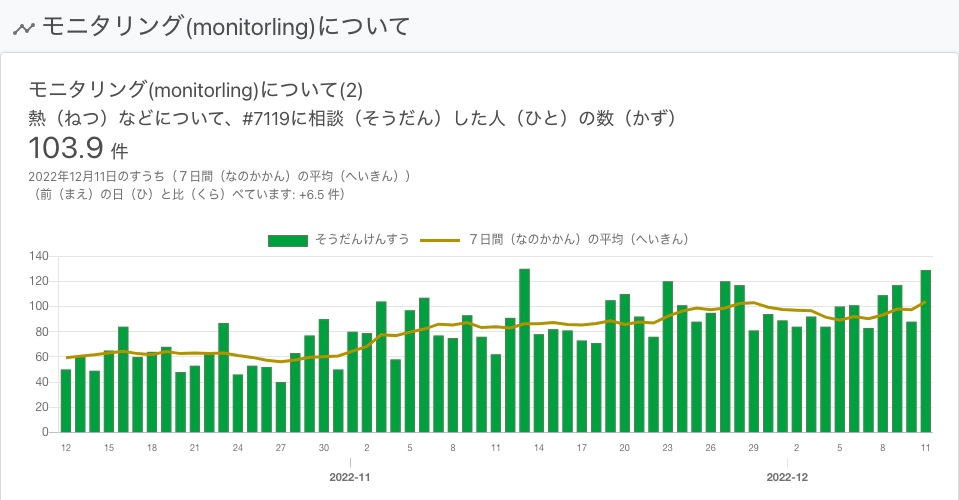 モニタリング(monitorling)について
モニタリング(monitorling)について(2)
熱（ねつ）などについて、#7119に相談（そうだん）した人（ひと）の数（かず）
103.9 件
2022年12月11日のすうち（７日間（なのかかん）の平均（へいきん））
（前（まえ）の日（ひ）と比（くら）べています: +6.5 件）
そうだんけんすう ７日間（なのかかん）の平均（へいきん）
140
120
100
80
60
40
20
0
12 15 18 21 24 27 30 2 5 8 11 14 17 20 23 26 29 2 5 8 11
2022-11 2022-12